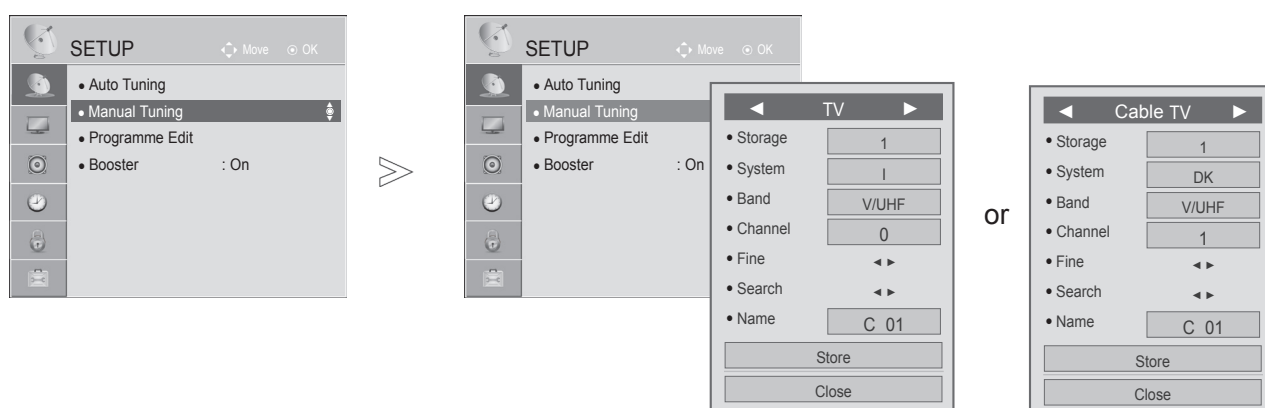 SETUP Move OK
• Auto Tuning
• Manual Tuning
• Programme Edit
• Booster : On
SETUP Move OK
• Auto Tuning
• Manual Tuning
• Programme Edit
• Booster : On
◄ TV ►
• Storage 1
• System I
• Band V/UHF
• Channel 0
• Fine ◄ ►
• Search ◄ ►
• Name C 01
Store
Close
or
◄ Cable TV ►
• Storage 1
• System DK
• Band V/UHF
• Channel 1
• Fine ◄ ►
• Search ◄ ►
• Name C 01
Store
Close